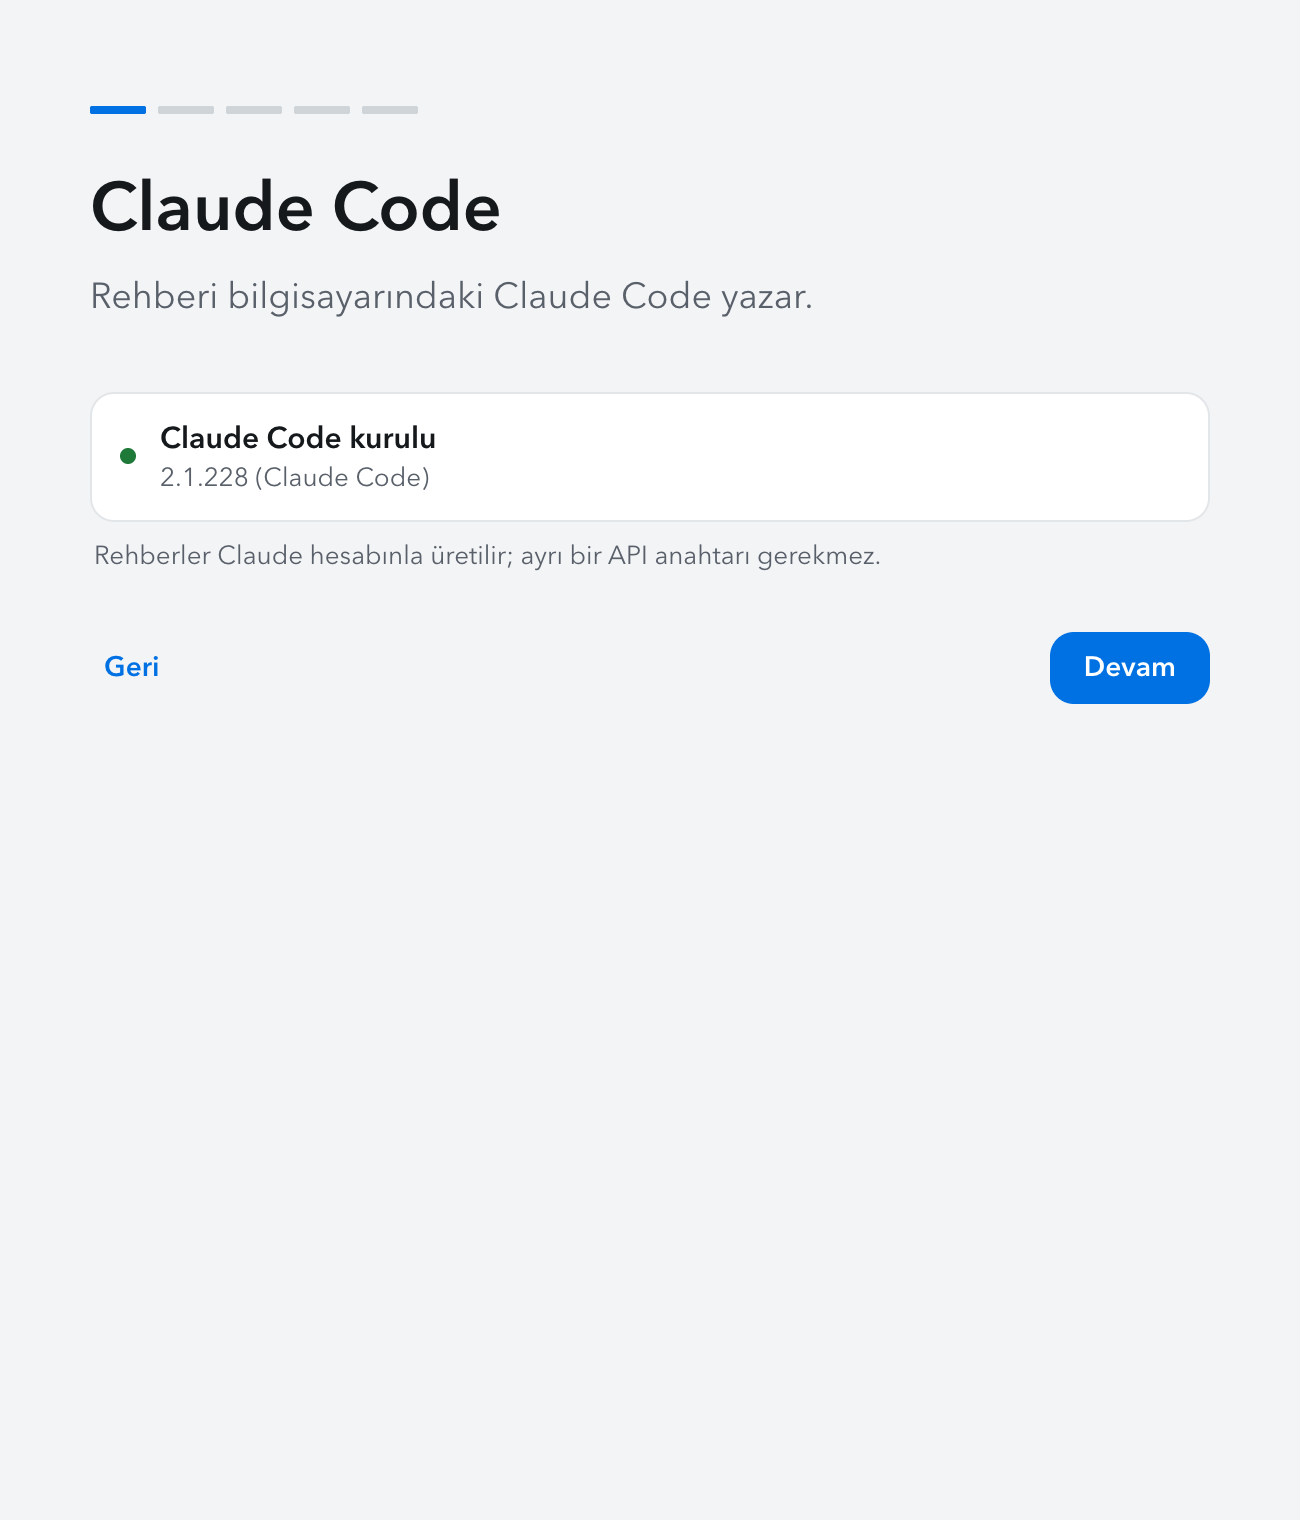 Claude Code
Rehberi bilgisayarındaki Claude Code yazar.
Claude Code kurulu
2.1.228 (Claude Code)
Rehberler Claude hesabınla üretilir; ayrı bir API anahtarı gerekmez.
Geri
Devam